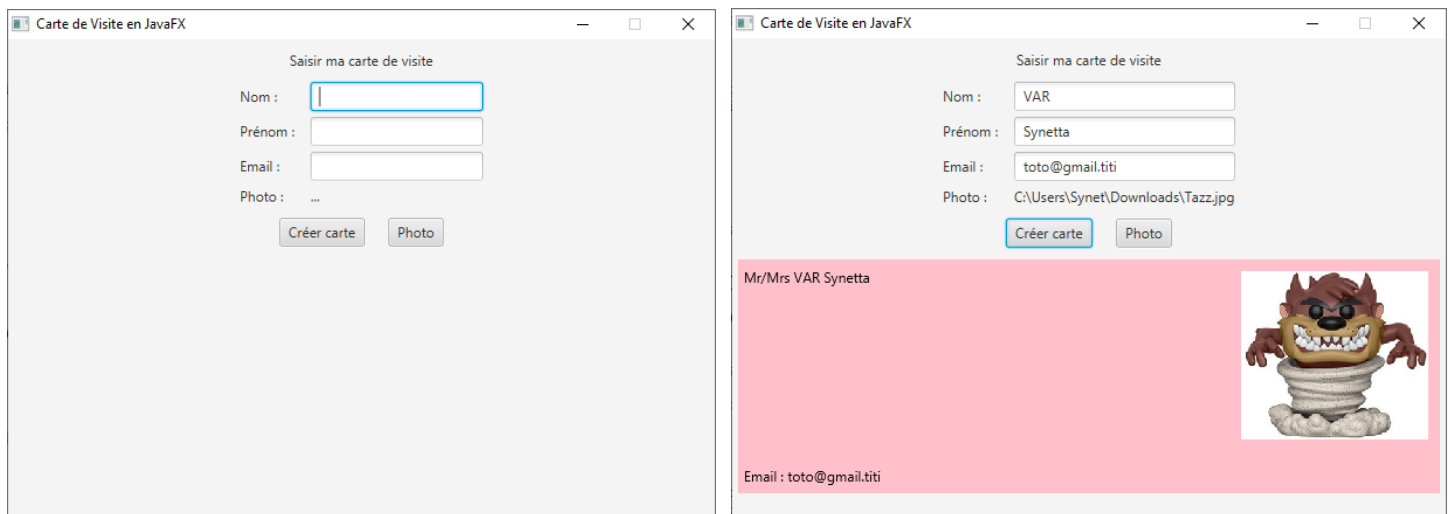 Carte de Visite en JavaFX
Saisir ma carte de visite
Nom :
Prénom :
Email :
Photo : ...
Créer carte Photo
Carte de Visite en JavaFX
Saisir ma carte de visite
Nom : VAR
Prénom : Synetta
Email : toto@gmail.titi
Photo : C:\Users\Synet\Downloads\Tazz.jpg
Créer carte Photo
Mr/Mrs VAR Synetta
Email : toto@gmail.titi